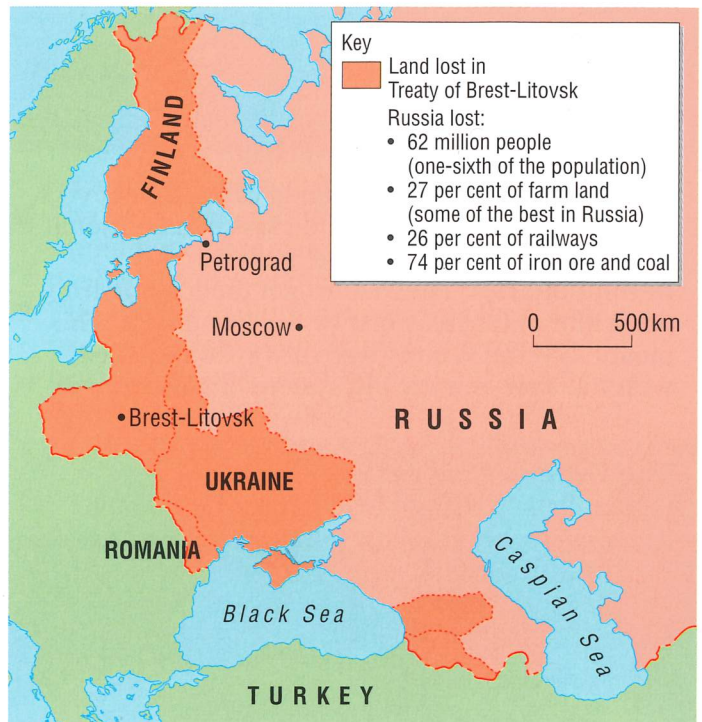 Key
Land lost in
Treaty of Brest-Litovsk
Russia lost:
• 62 million people
(one-sixth of the population)
• 27 per cent of farm land
(some of the best in Russia)
• 26 per cent of railways
• 74 per cent of iron ore and coal
FINLAND
Petrograd
Moscow
0 500 km
Brest-Litovsk
RUSSIA
UKRAINE
ROMANIA
Caspian Sea
Black Sea
TURKEY